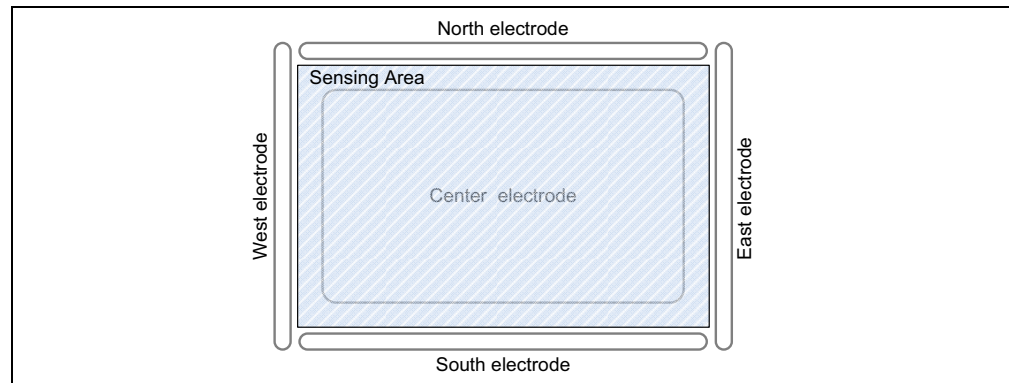 North electrode
Sensing Area
West electrode
Center electrode
East electrode
South electrode